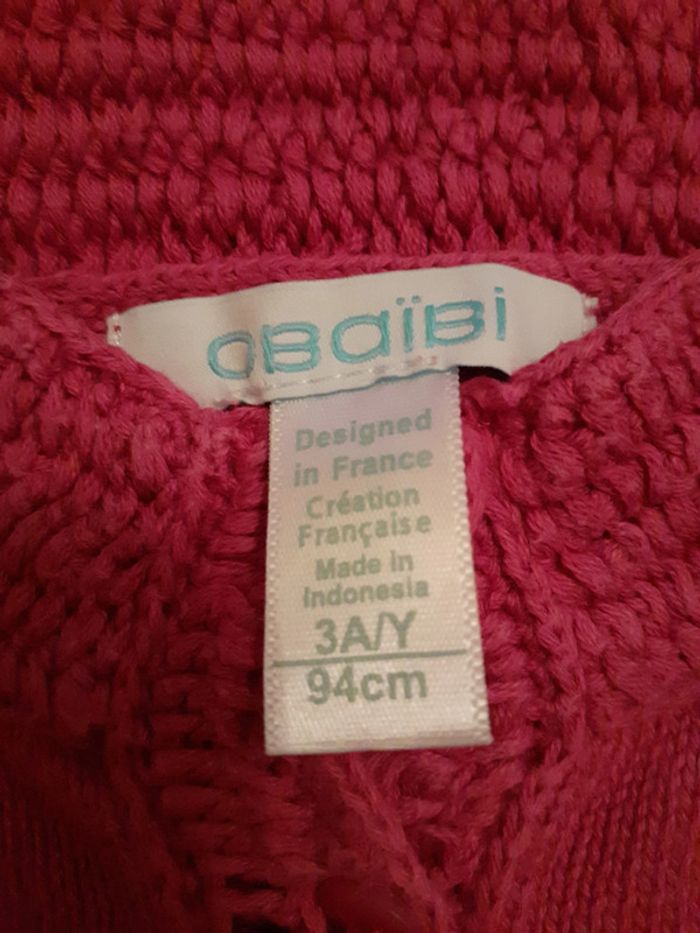 OBaïBi
Designed
in France
Création
Française
Made in
Indonesia
3A/Y
94cm